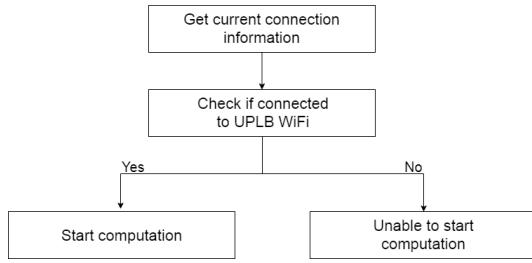 Get current connection
information
Check if connected
to UPLB WiFi
Yes
No
Start computation
Unable to start
computation